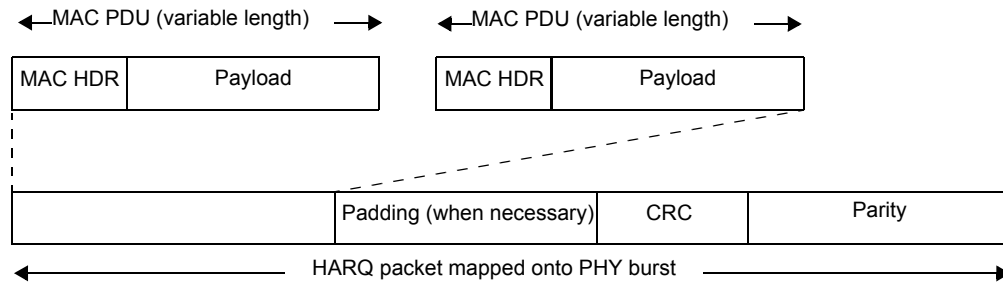 MAC PDU (variable length)
MAC PDU (variable length)
MAC HDR
Payload
MAC HDR
Payload
Padding (when necessary)
CRC
Parity
HARQ packet mapped onto PHY burst